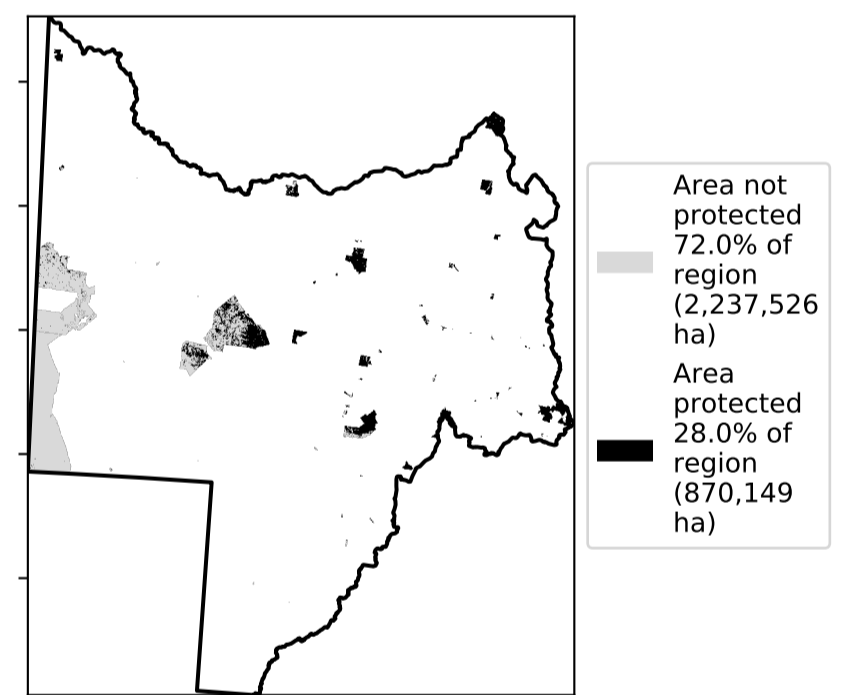 Area not
protected
72.0% of
region
(2,237,526
ha)
Area
protected
28.0% of
region
(870,149
ha)